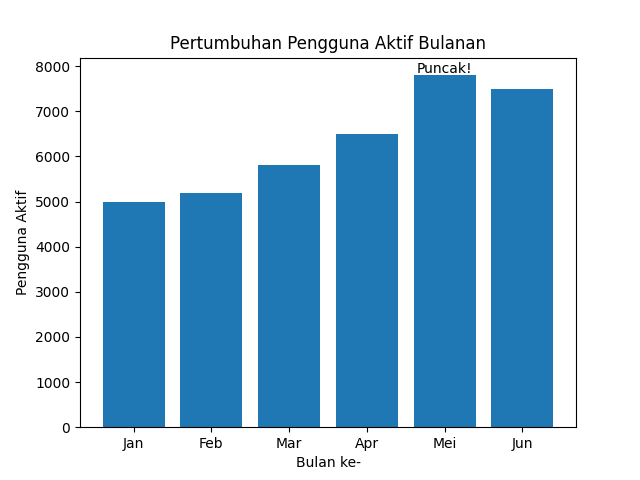 Pertumbuhan Pengguna Aktif Bulanan
Puncak!
8000
7000
6000
5000
4000
3000
2000
1000
0
Pengguna Aktif
Jan Feb Mar Apr Mei Jun
Bulan ke-